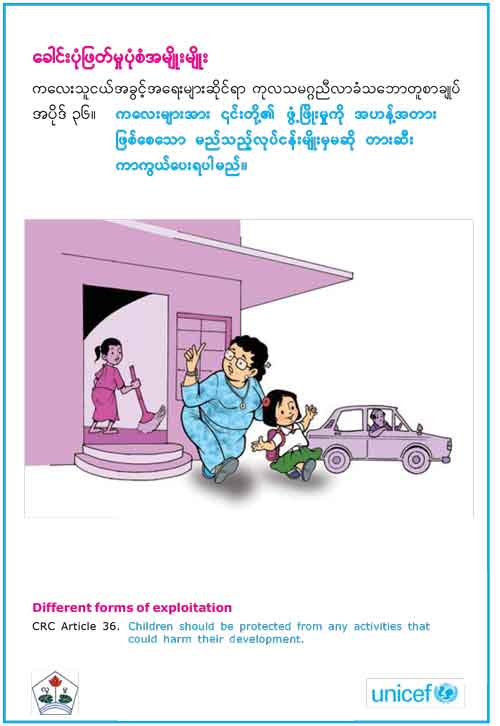 ခေါင်းပုံဖြတ်မှုပုံစံအမျိုးမျိုး
ကလေးသူငယ်အခွင့်အရေးများဆိုင်ရာ ကုလသမဂ္ဂညီလာခံသဘောတူစာချုပ်
အပိုဒ် ၃၆။ ကလေးများအား ၎င်းတို့၏ ဖွံ့ဖြိုးမှုကို အဟန့်အတား
ဖြစ်စေသော မည်သည့်လုပ်ငန်းမျိုးမှမဆို တားဆီး
ကာကွယ်ပေးရပါမည်။
Different forms of exploitation
CRC Article 36. Children should be protected from any activities that
could harm their development.
unicef